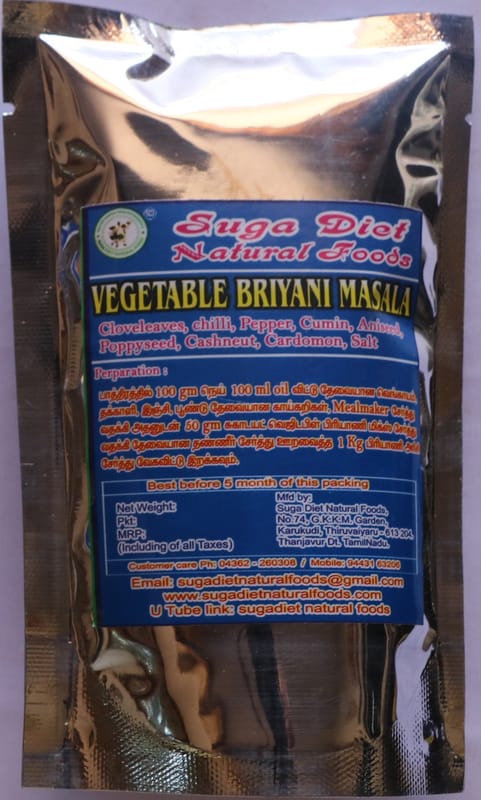 Suga Diet
Natural Foods
VEGETABLE BRIYANI MASALA
Cloveleaves, chilli, Pepper, Cumin, Aniseed,
Poppyseed, Cashneut, Cardomon, Salt
Perparation :
பாத்திரத்தில் 100 gm நெய் 100 ml oil விட்டு தேவையான வெங்காயம்
தக்காளி, இஞ்சி, பூண்டு தேவையான காய்கறிகள், Mealmaker சேர்த்து
வதக்கி அதனுடன் 50 gm சுகாடயட் வெஜிடபிள் பிரியாணி மிக்ஸ் சேர்த்து
வதக்கி தேவையான தண்ணீர் சேர்த்து ஊறவைத்த 1 Kg பிரியாணி அரிசி
சேர்த்து வேகவிட்டு இறக்கவும்.
Best before 5 month of this packing
Net Weight:
Pkt:
MRP:
(Including of all Taxes)
Mfd by:
Suga Diet Natural Foods,
No.74, G.K.K.M. Garden,
Karukudi, Thiruvaiyaru - 613 204.
Thanjavur Dt. TamilNadu.
Customer care Ph: 04362 - 260308 / Mobile: 94431 63206
Email: sugadietnaturalfoods@gmail.com
www.sugadietnaturalfoods.com
U Tube link: sugadiet natural foods